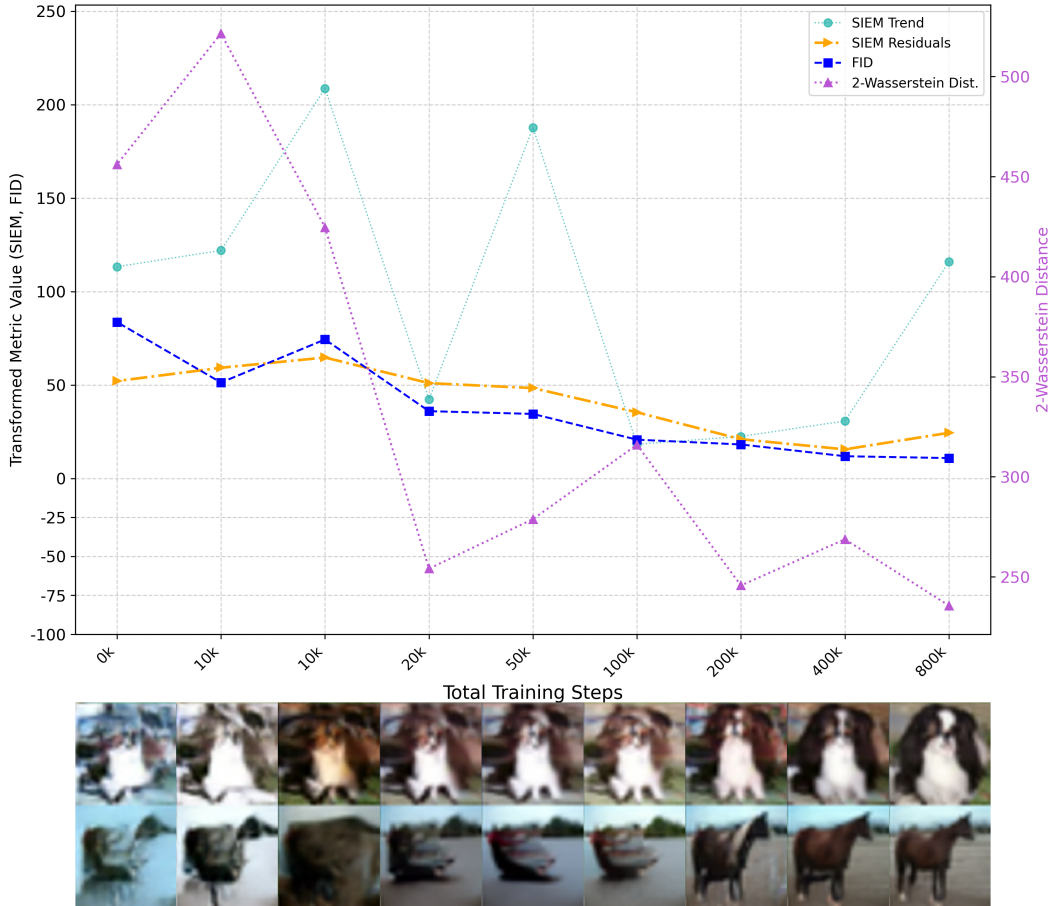 250
200
150
100
50
0
-25
-50
-75
-100
Transformed Metric Value (SIEM, FID)
SIEM Trend
SIEM Residuals
FID
2-Wasserstein Dist.
500
450
400
350
300
250
2-Wasserstein Distance
0k 10k 10k 20k 50k 100k 200k 400k 800k
Total Training Steps